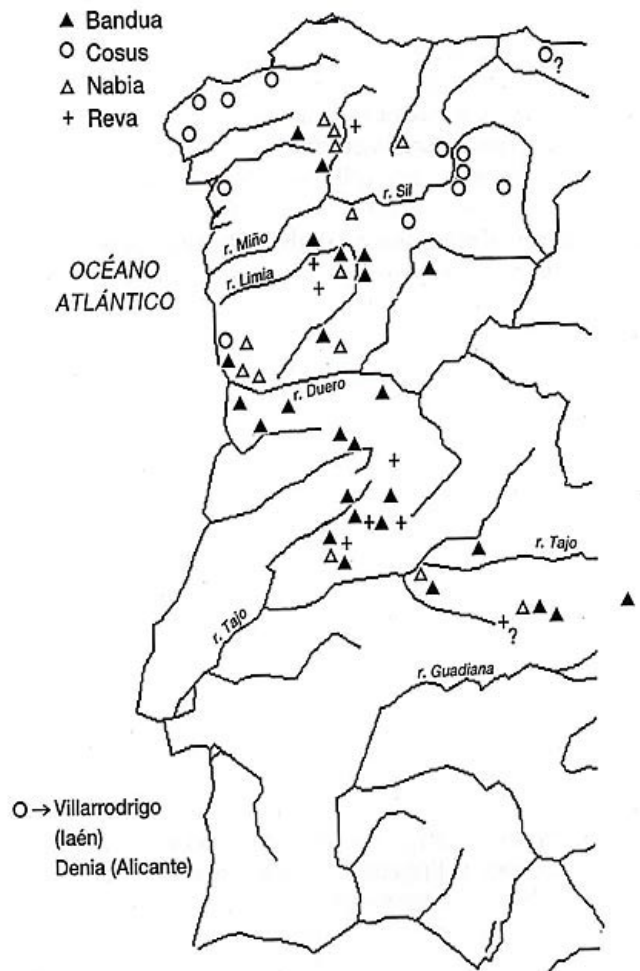 ▲ Bandua
○ Cosus
△ Nabia
+ Reva
?
r. Sil
r. Miño
r. Limia
OCÉANO
ATLÁNTICO
r. Duero
r. Tajo
?
r. Tajo
r. Guadiana
○→ Villarrodrigo
(Iaén)
Denia (Alicante)